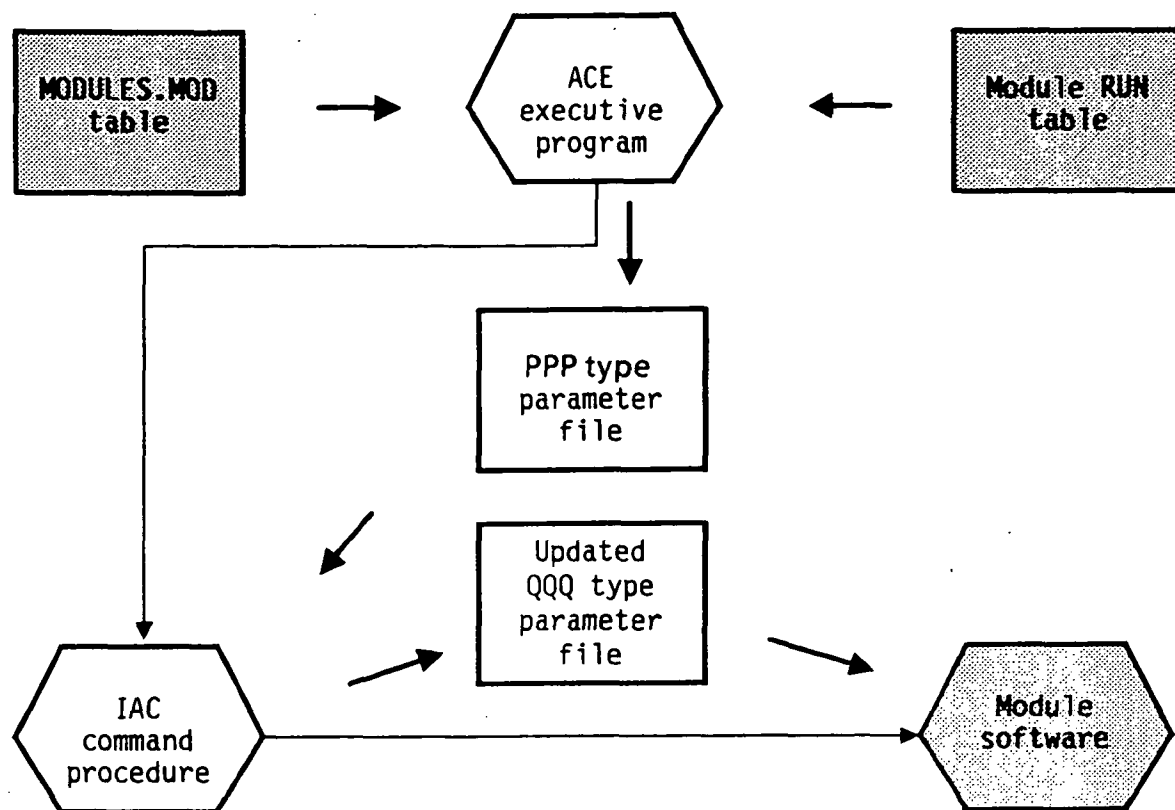 MODULES.MOD
table
ACE
executive
program
Module RUN
table
PPP type
parameter
file
Updated
QQQ type
parameter
file
IAC
command
procedure
Module
software